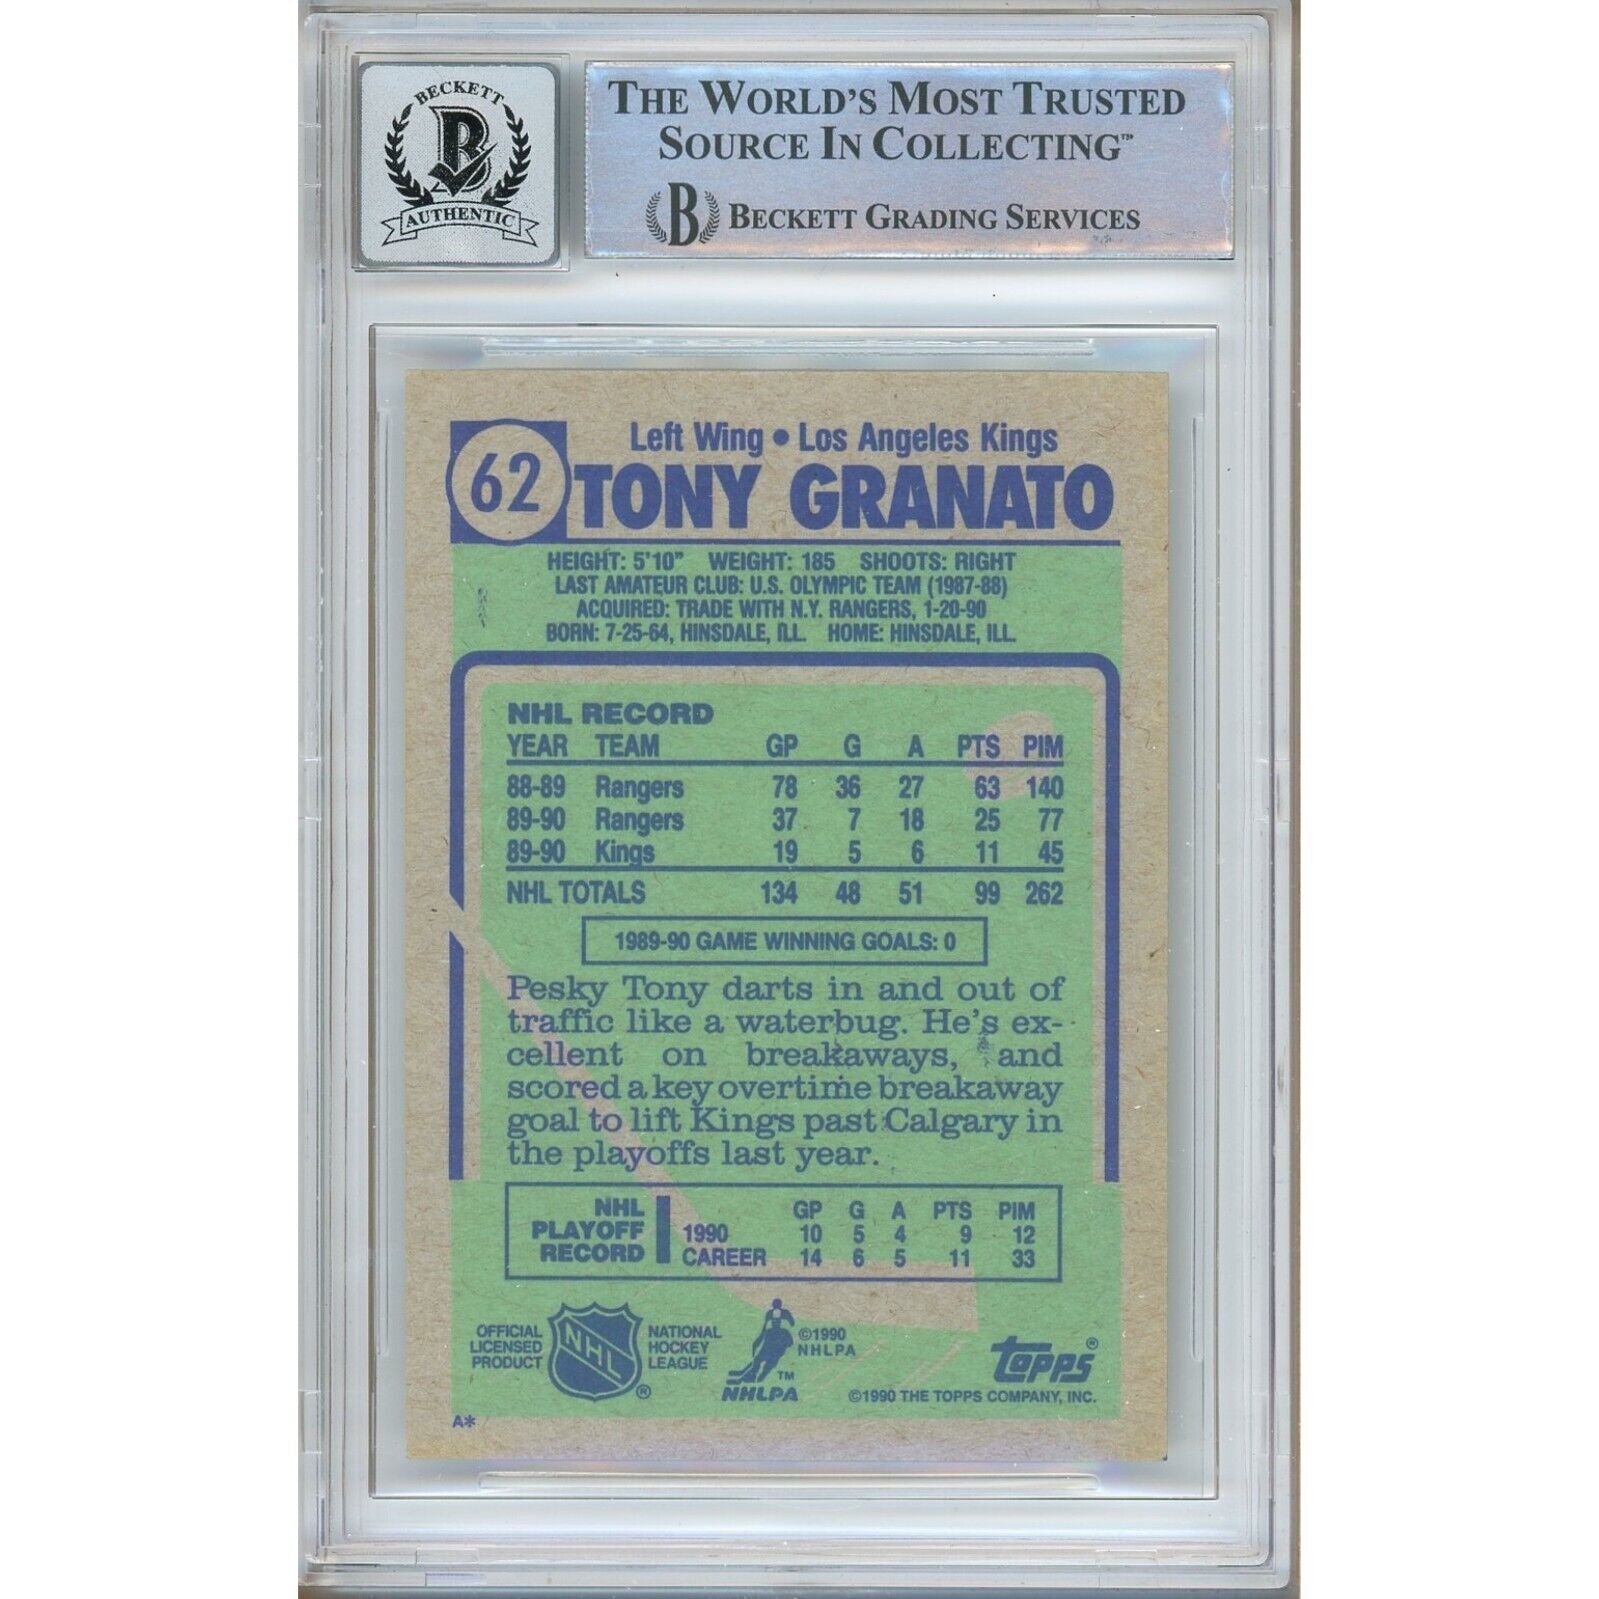 BECKETT
B
AUTHENTIC
THE WORLD'S MOST TRUSTED
SOURCE IN COLLECTING™
B BECKETT GRADING SERVICES
62
Left Wing • Los Angeles Kings
TONY GRANATO
HEIGHT: 5'10" WEIGHT: 185 SHOOTS: RIGHT
LAST AMATEUR CLUB: U.S. OLYMPIC TEAM (1987-88)
ACQUIRED: TRADE WITH N.Y. RANGERS, 1-20-90
BORN: 7-25-64, HINSDALE, ILL. HOME: HINSDALE, ILL.
NHL RECORD
YEAR TEAM GP G A PTS PIM
88-89 Rangers 78 36 27 63 140
89-90 Rangers 37 7 18 25 77
89-90 Kings 19 5 6 11 45
NHL TOTALS 134 48 51 99 262
1989-90 GAME WINNING GOALS: 0
Pesky Tony darts in and out of
traffic like a waterbug. He's ex-
cellent on breakaways, and
scored a key overtime breakaway
goal to lift Kings past Calgary in
the playoffs last year.
NHL PLAYOFF RECORD
GP G A PTS PIM
1990 10 5 4 9 12
CAREER 14 6 5 11 33
OFFICIAL
LICENSED
PRODUCT
NHL
®
NATIONAL
HOCKEY
LEAGUE
TM
NHLPA
©1990
NHLPA
topps®
©1990 THE TOPPS COMPANY, INC.
A*